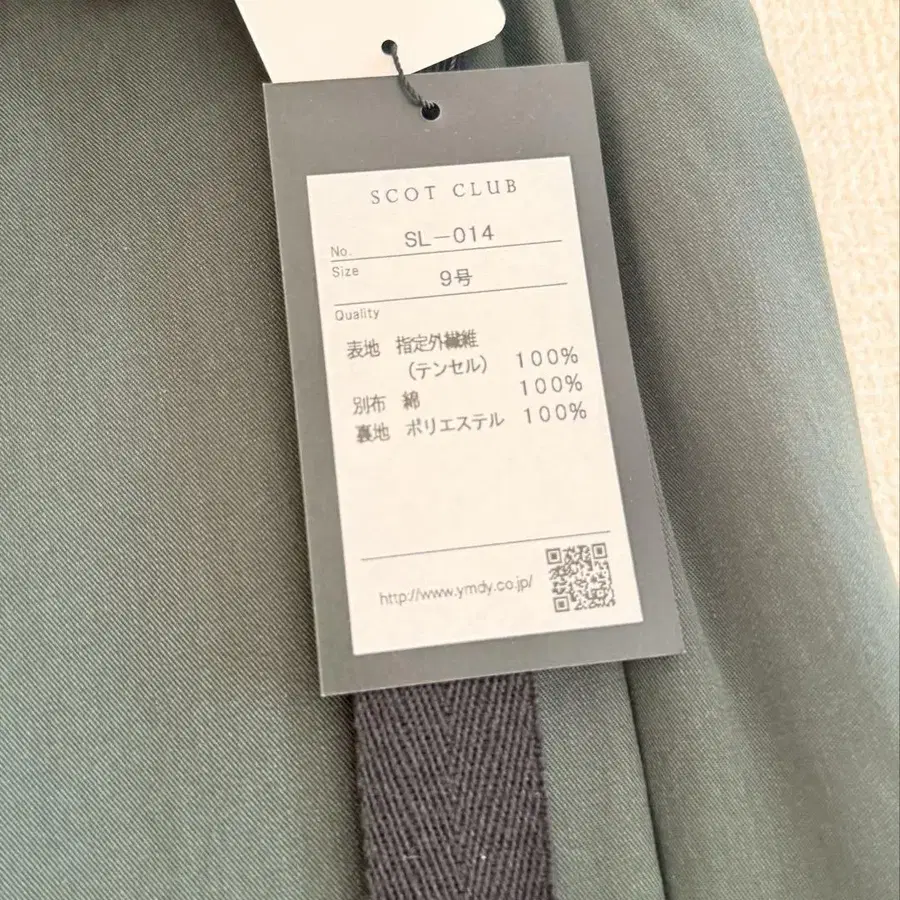 SCOT CLUB
No. SL-014
Size 9号
Quality
表地 指定外繊維
(テンセル) 100%
別布 綿 100%
裏地 ポリエステル 100%
http://www.ymdy.co.jp/